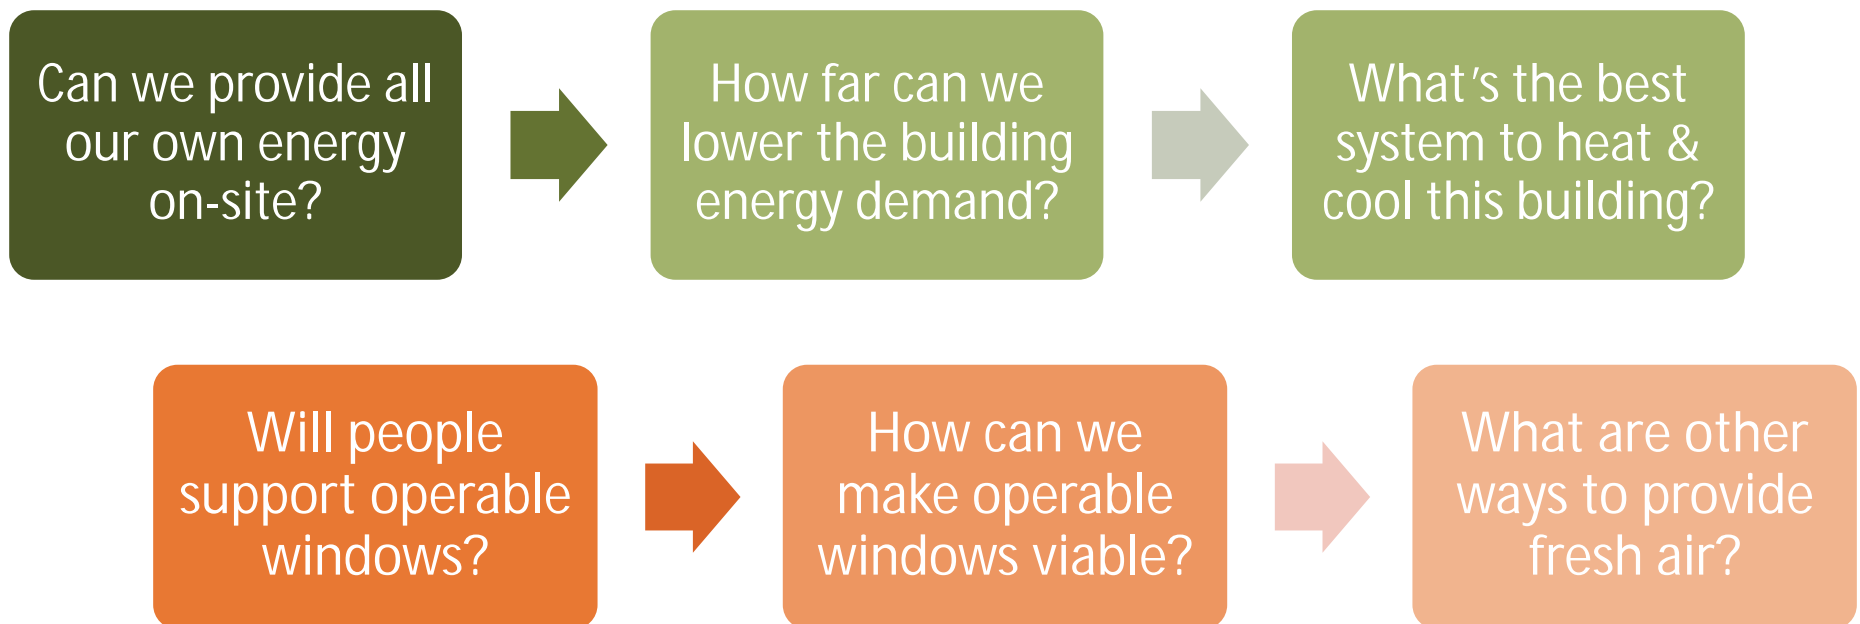 Can we provide all
our own energy
on-site?
How far can we
lower the building
energy demand?
What's the best
system to heat &
cool this building?
Will people
support operable
windows?
How can we
make operable
windows viable?
What are other
ways to provide
fresh air?